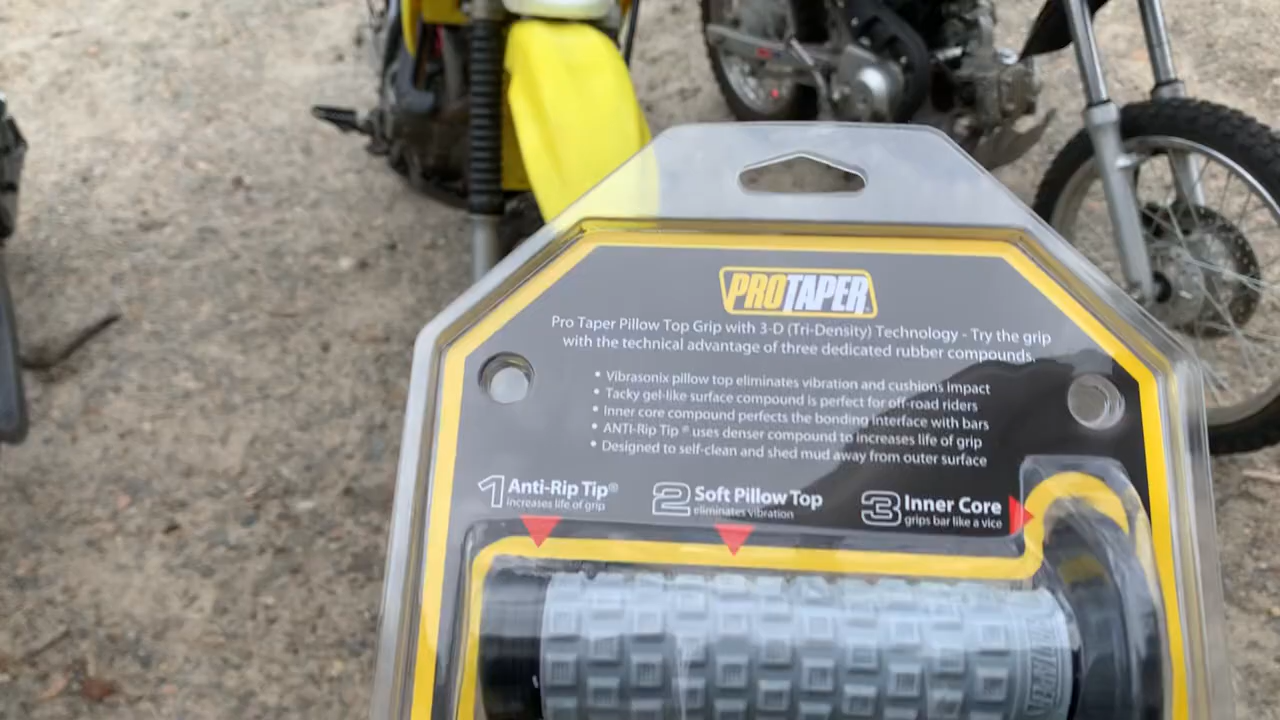 PROTAPER
Pro Taper Pillow Top Grip with 3-D (Tri-Density) Technology - Try the grip
with the technical advantage of three dedicated rubber compounds.
• Vibrasonix pillow top eliminates vibration and cushions impact
• Tacky gel-like surface compound is perfect for off-road riders
• Inner core compound perfects the bonding interface with bars
• ANTI-Rip Tip ® uses denser compound to increases life of grip
• Designed to self-clean and shed mud away from outer surface
1 Anti-Rip Tip®
increases life of grip
2 Soft Pillow Top
eliminates vibration
3 Inner Core
grips bar like a vice